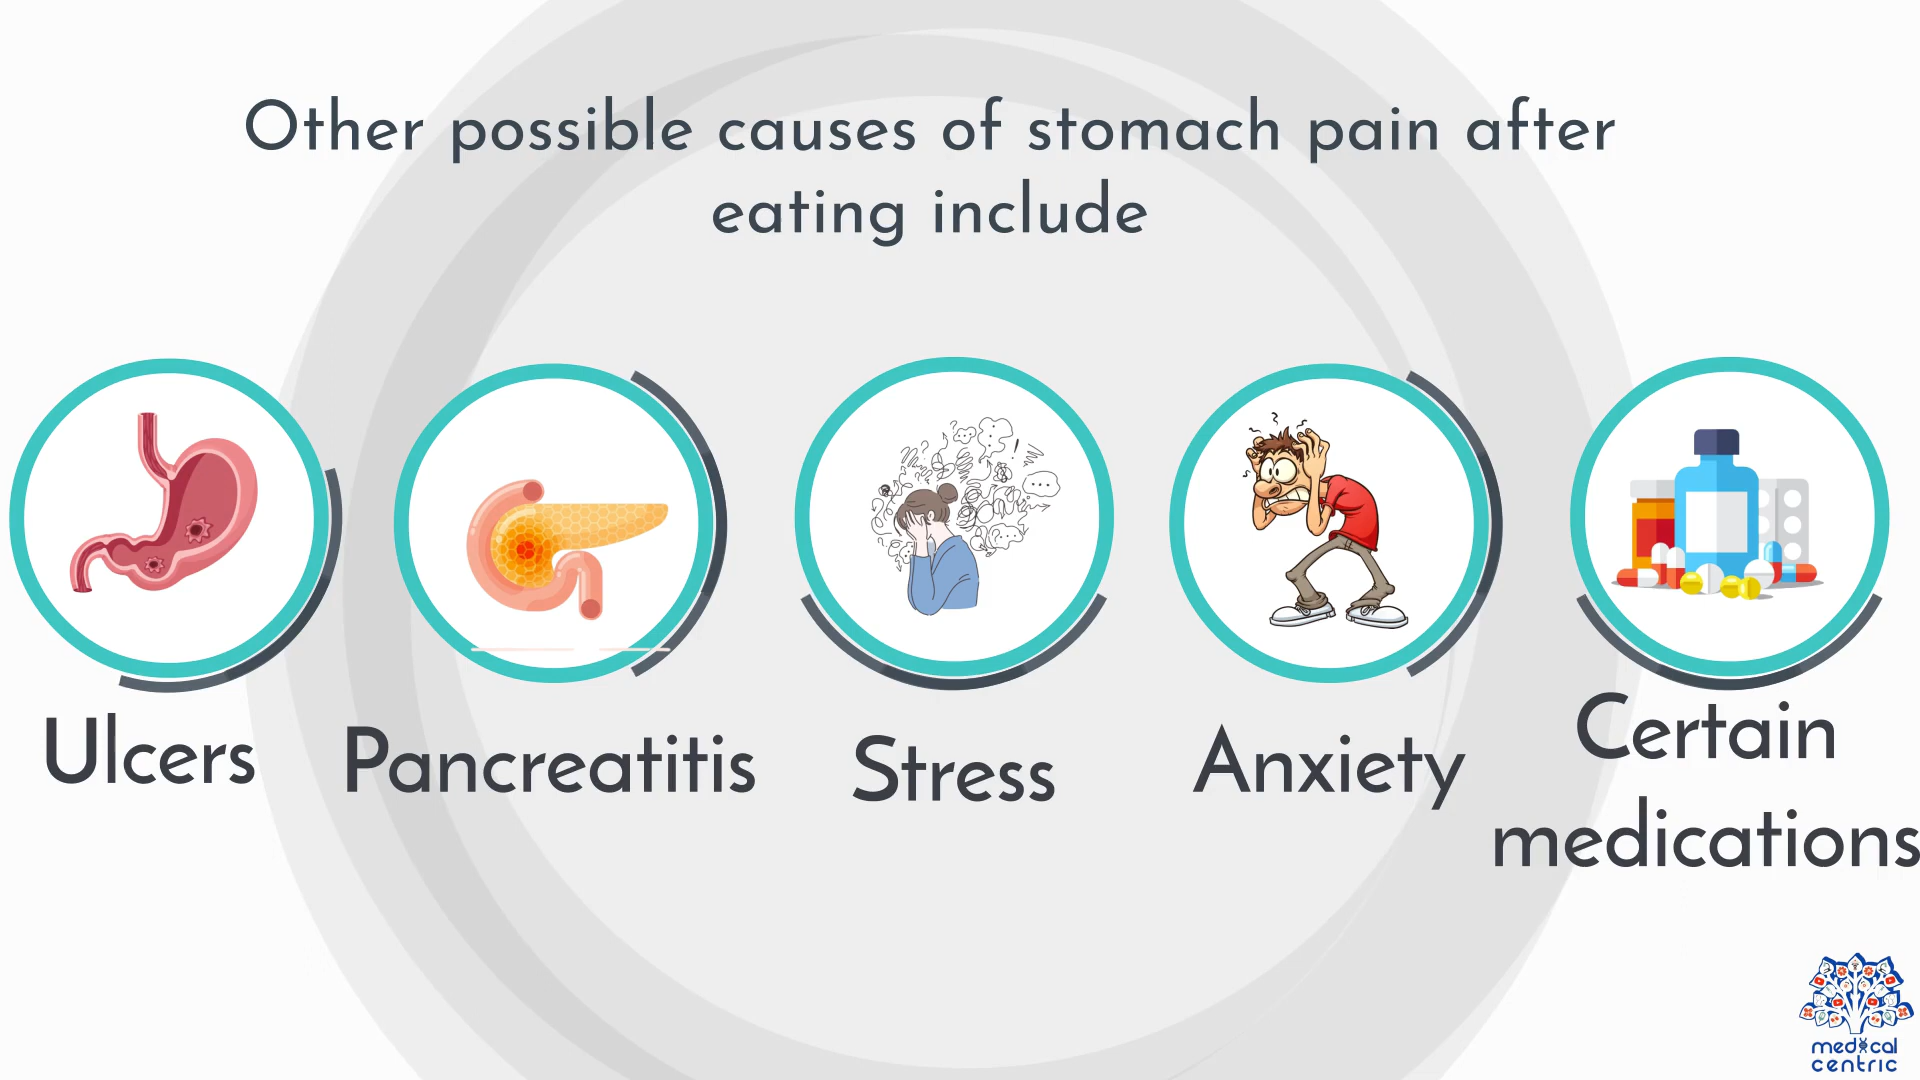 Other possible causes of stomach pain after
eating include
Ulcers
Pancreatitis
Stress
Anxiety
Certain
medications
medical
centric